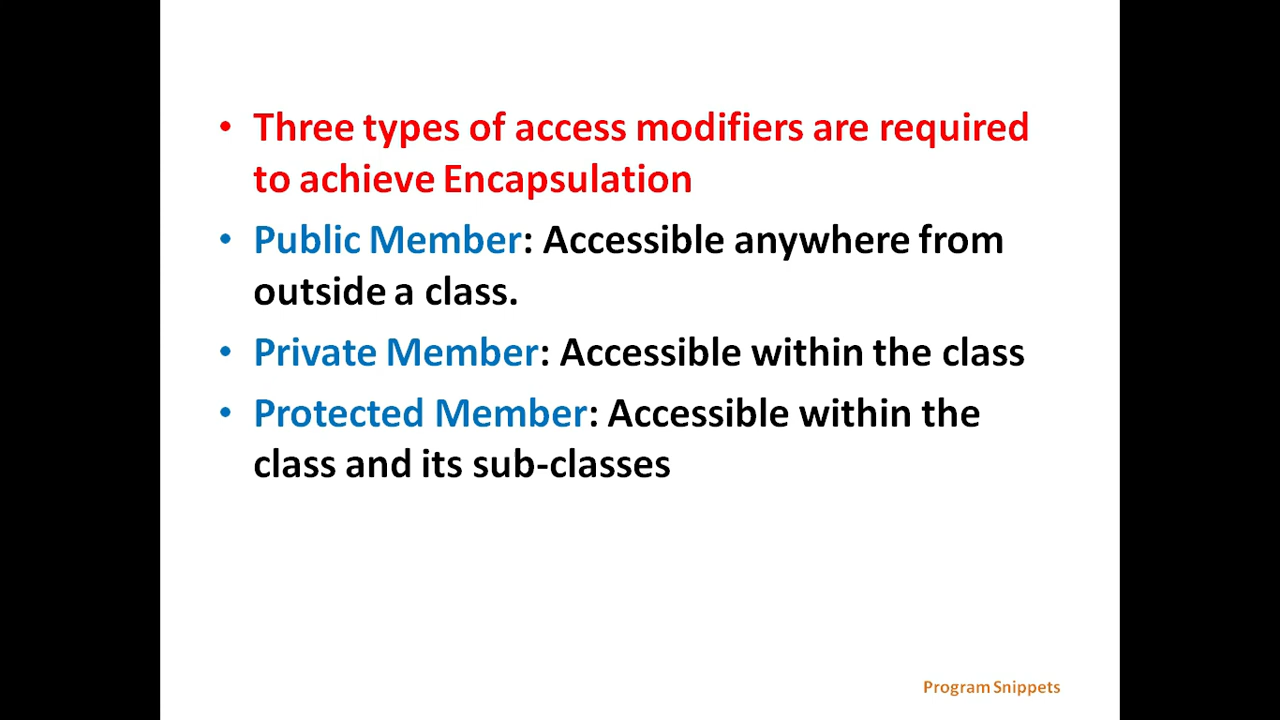 • Three types of access modifiers are required
to achieve Encapsulation
• Public Member: Accessible anywhere from
outside a class.
• Private Member: Accessible within the class
• Protected Member: Accessible within the
class and its sub-classes
Program Snippets